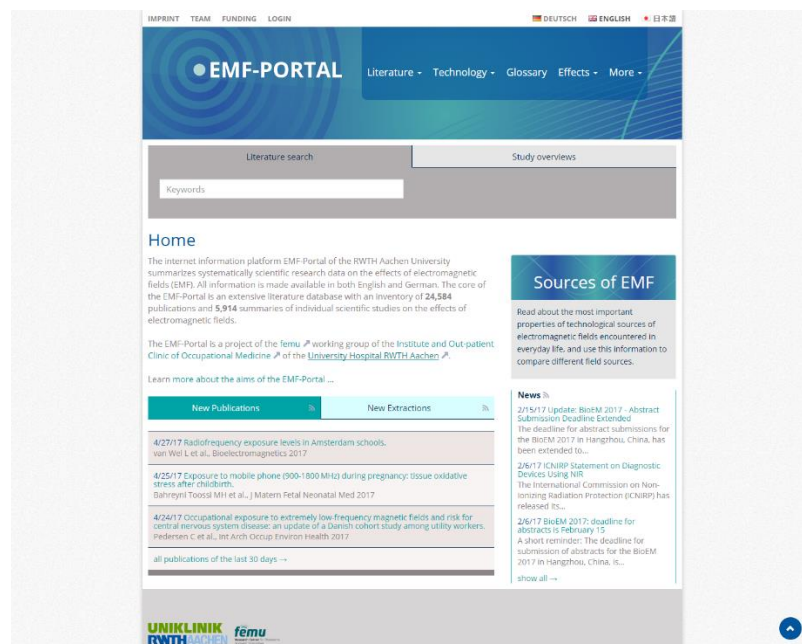 IMPRINT TEAM FUNDING LOGIN
DEUTSCH ENGLISH 日本語
EMF-PORTAL
Literature Technology Glossary Effects More
Literature search
Study overviews
Keywords
Home
The internet information platform EMF-Portal of the RWTH Aachen University
summarizes systematically scientific research data on the effects of electromagnetic
fields (EMF). All information is made available in both English and German. The core of
the EMF-Portal is an extensive literature database with an inventory of 24,584
publications and 5,914 summaries of individual scientific studies on the effects of
electromagnetic fields.
The EMF-Portal is a project of the femu working group of the Institute and Out-patient
Clinic of Occupational Medicine of the University Hospital RWTH Aachen.
Learn more about the aims of the EMF-Portal ...
New Publications
New Extractions
4/27/17 Radiofrequency exposure levels in Amsterdam schools.
van Wel L et al., Bioelectromagnetics 2017
4/25/17 Exposure to mobile phone (900-1800 MHz) during pregnancy: tissue oxidative
stress after childbirth.
Bahreyni Toossi MH et al., J Matern Fetal Neonatal Med 2017
4/24/17 Occupational exposure to extremely low-frequency magnetic fields and risk for
central nervous system disease: an update of a Danish cohort study among utility workers.
Pedersen C et al., Int Arch Occup Environ Health 2017
all publications of the last 30 days →
Sources of EMF
Read about the most important
properties of technological sources of
electromagnetic fields encountered in
everyday life, and use this information to
compare different field sources.
News
2/15/17 Update: BioEM 2017 - Abstract
Submission Deadline Extended
The deadline for abstract submissions for
the BioEM 2017 in Hangzhou, China, has
been extended to...
2/6/17 ICNIRP Statement on Diagnostic
Devices Using NIR
The International Commission on Non-
Ionizing Radiation Protection (ICNIRP) has
released its...
2/6/17 BioEM 2017: deadline for
abstracts is February 15
A short reminder: The deadline for
submission of abstracts for the BioEM
2017 in Hangzhou, China, is...
show all →
UNIKLINIK
RWTHAACHEN
femu